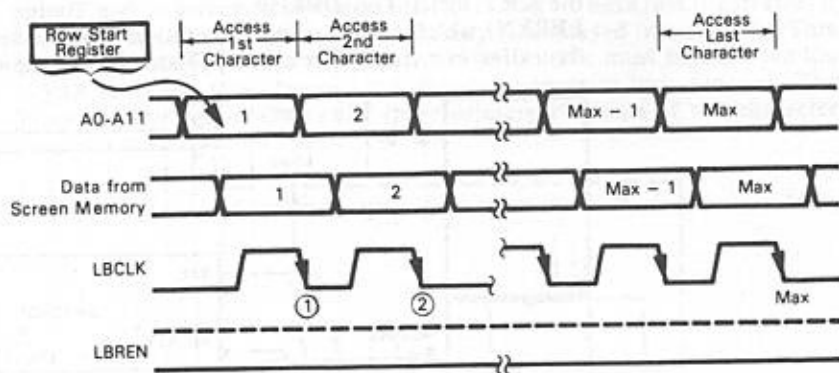 Row Start
Register
Access
1st
Character
Access
2nd
Character
Access
Last
Character
A0-A11
1
2
Max - 1
Max
Data from
Screen Memory
1
2
Max - 1
Max
LBCLK
1
2
Max
LBREN